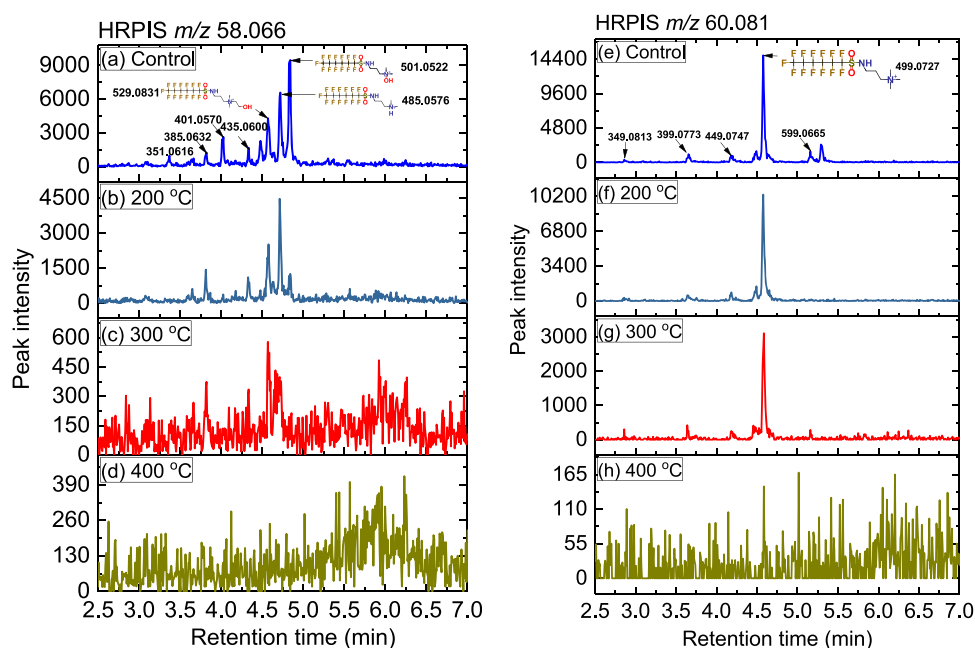 HRPIS m/z 58.066
(a) Control
9000
6000
3000
0
529.0831
501.0522
485.0576
401.0570
385.0632
435.0600
351.0616
(b) 200 °C
4500
3000
1500
0
(c) 300 °C
600
450
300
150
0
(d) 400 °C
390
260
130
0
2.5 3.0 3.5 4.0 4.5 5.0 5.5 6.0 6.5 7.0
Retention time (min)
Peak intensity
HRPIS m/z 60.081
(e) Control
14400
9600
4800
0
499.0727
349.0813
399.0773
449.0747
599.0665
(f) 200 °C
10200
6800
3400
0
(g) 300 °C
3000
2000
1000
0
(h) 400 °C
165
110
55
0
2.5 3.0 3.5 4.0 4.5 5.0 5.5 6.0 6.5 7.0
Retention time (min)
Peak intensity